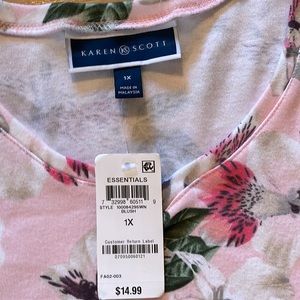 KAREN KS SCOTT
1X
MADE IN
MALAYSIA
ESSENTIALS
7 32998 60511 9
STYLE 100084296WN
BLUSH
1X
Customer Return Label
070950060121
FA02-003
$14.99